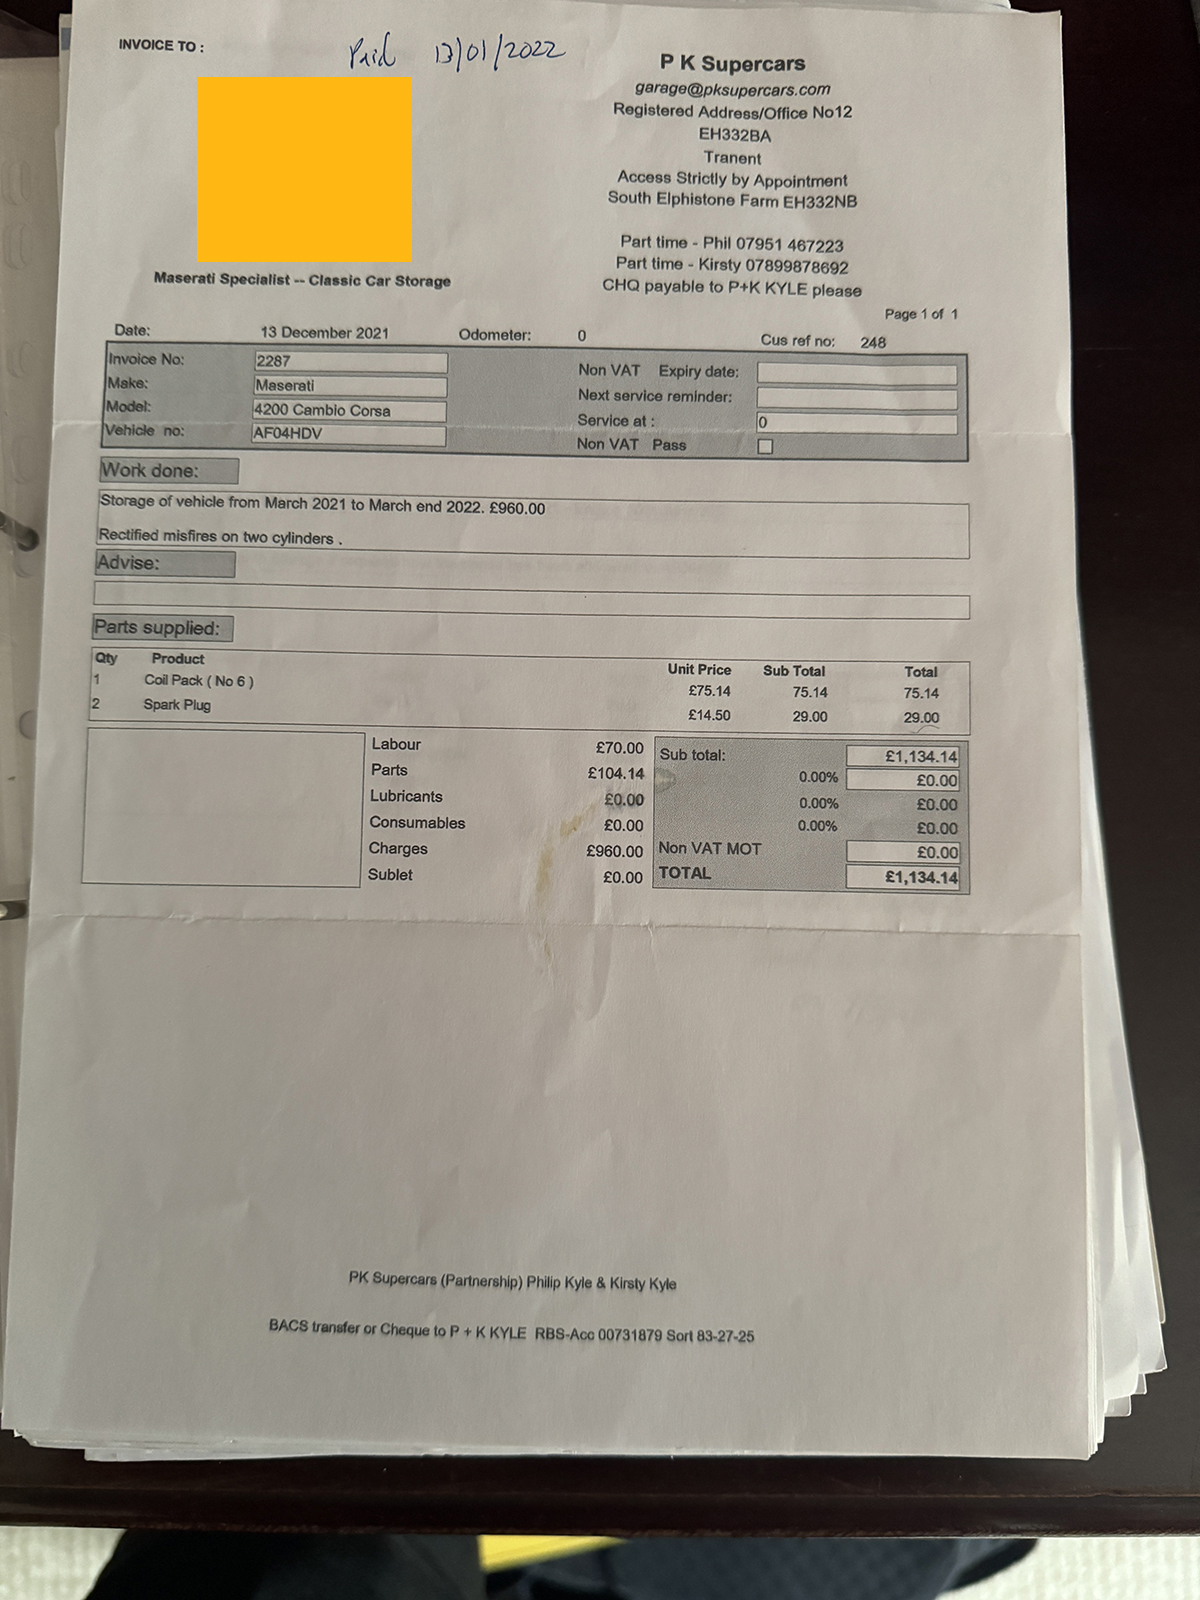 INVOICE TO :
Paid 13/01/2022
P K Supercars
garage@pksupercars.com
Registered Address/Office No12
EH332BA
Tranent
Access Strictly by Appointment
South Elphistone Farm EH332NB
Part time - Phil 07951 467223
Part time - Kirsty 07899878692
CHQ payable to P+K KYLE please
Maserati Specialist -- Classic Car Storage
Page 1 of 1
Date: 13 December 2021 Odometer: 0 Cus ref no: 248
Invoice No: 2287 Non VAT Expiry date:
Make: Maserati Next service reminder:
Model: 4200 Cambio Corsa Service at : 0
Vehicle no: AF04HDV Non VAT Pass
Work done:
Storage of vehicle from March 2021 to March end 2022. £960.00
Rectified misfires on two cylinders .
Advise:
Parts supplied:
Qty Product Unit Price Sub Total Total
1 Coil Pack ( No 6 ) £75.14 75.14 75.14
2 Spark Plug £14.50 29.00 29.00
Labour £70.00 Sub total: £1,134.14
Parts £104.14 0.00% £0.00
Lubricants £0.00 0.00% £0.00
Consumables £0.00 0.00% £0.00
Charges £960.00 Non VAT MOT £0.00
Sublet £0.00 TOTAL £1,134.14
PK Supercars (Partnership) Philip Kyle & Kirsty Kyle
BACS transfer or Cheque to P + K KYLE RBS-Acc 00731879 Sort 83-27-25